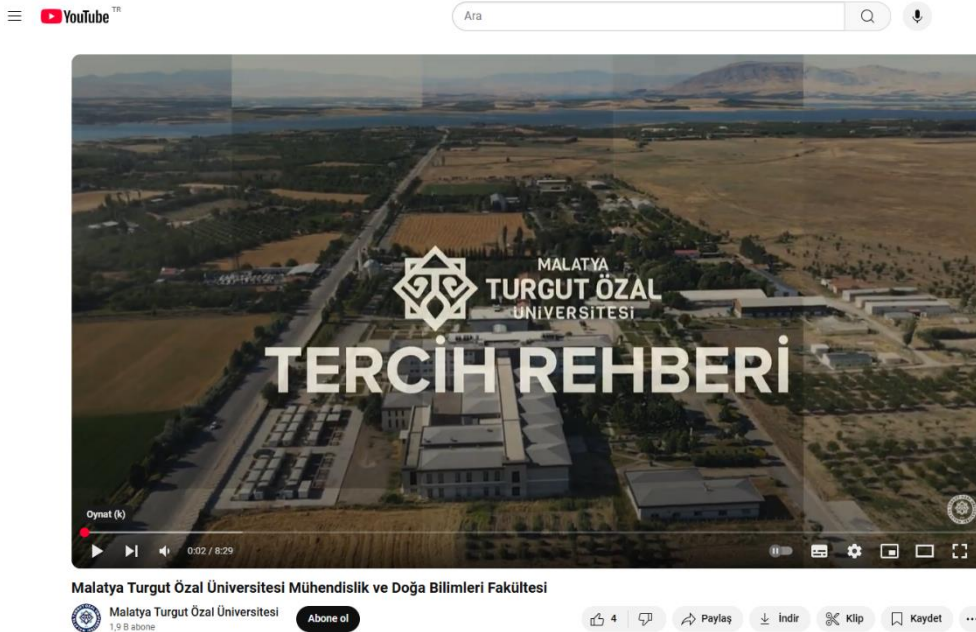 YouTube TR
Ara
MALATYA
TURGUT ÖZAL
ÜNİVERSİTESİ
TERCİH REHBERİ
Oynat (k)
0:02 / 8:29
Malatya Turgut Özal Üniversitesi Mühendislik ve Doğa Bilimleri Fakültesi
Malatya Turgut Özal Üniversitesi
1,9 B abone
Abone ol
4
Paylaş
İndir
Klip
Kaydet